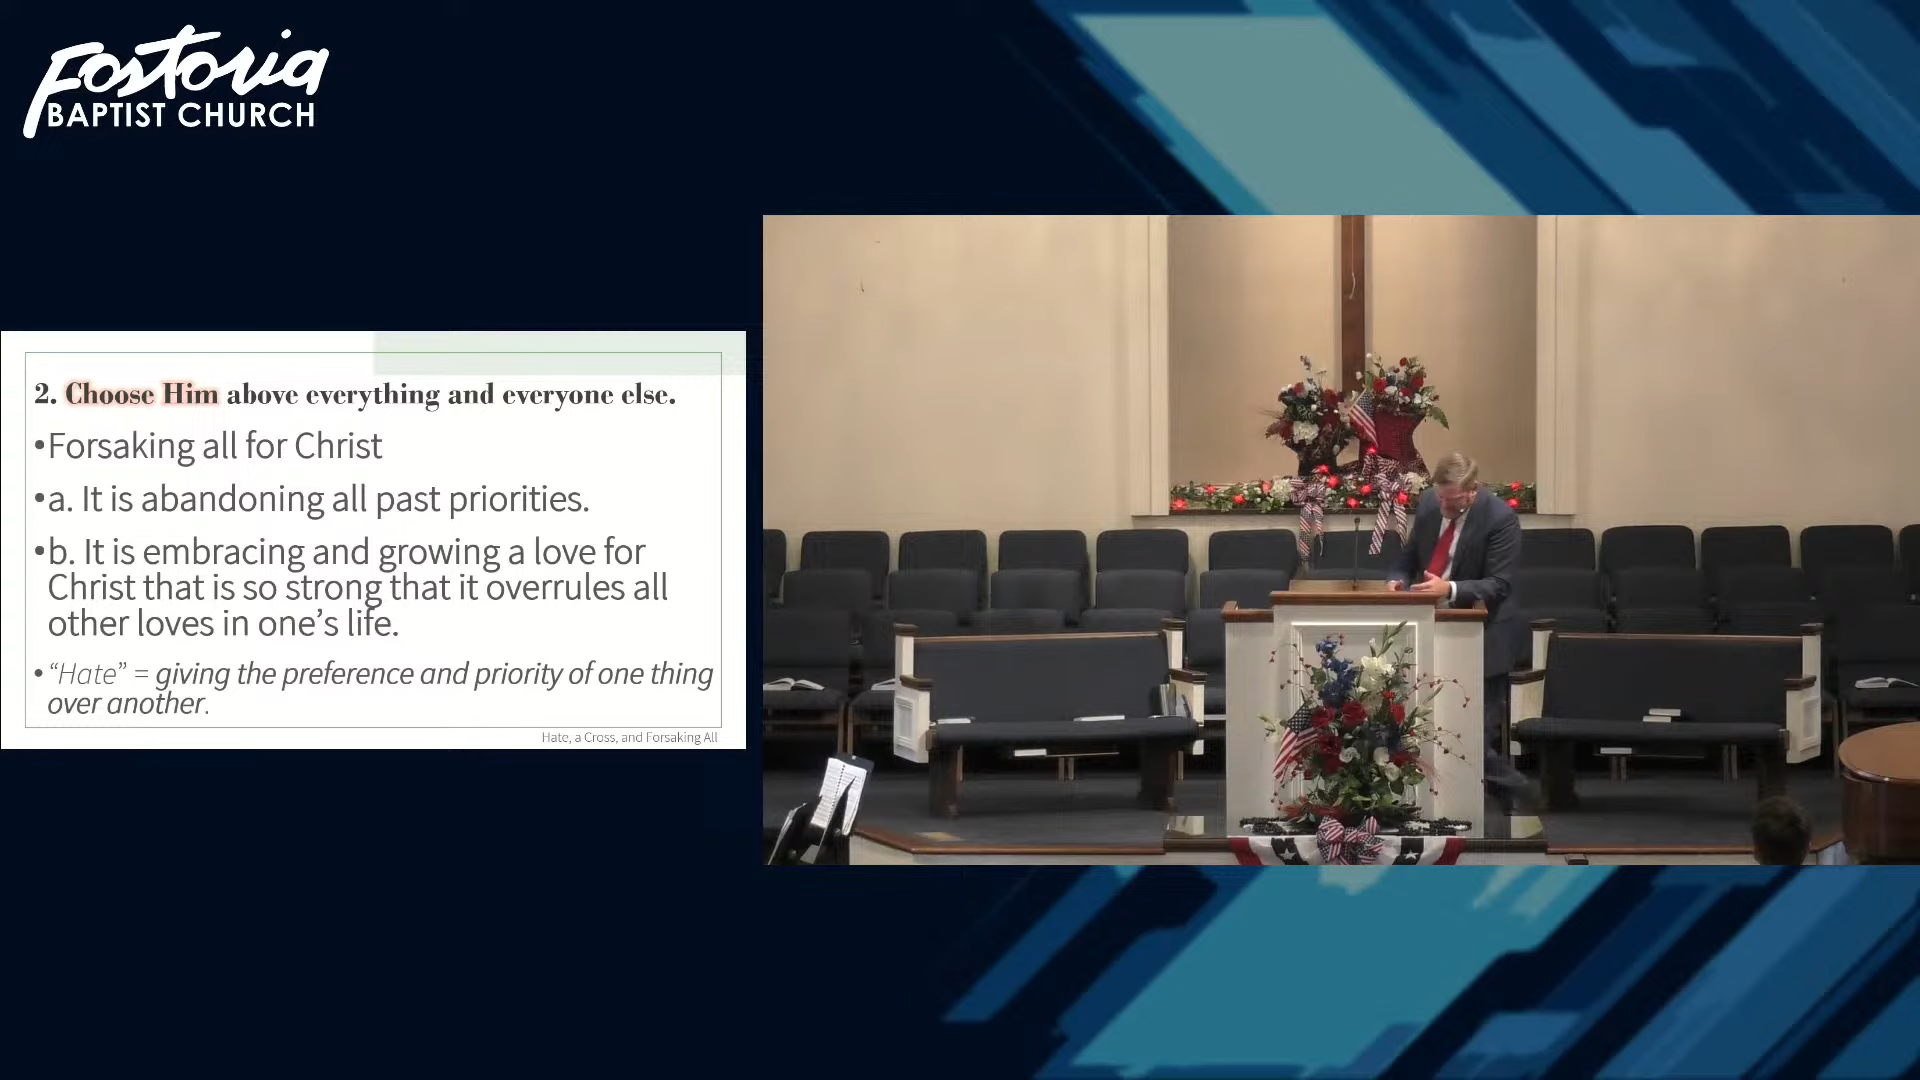 Fostoria
BAPTIST CHURCH
2. Choose Him above everything and everyone else.
•Forsaking all for Christ
•a. It is abandoning all past priorities.
•b. It is embracing and growing a love for
Christ that is so strong that it overrules all
other loves in one’s life.
• “Hate” = giving the preference and priority of one thing
over another.
Hate, a Cross, and Forsaking All